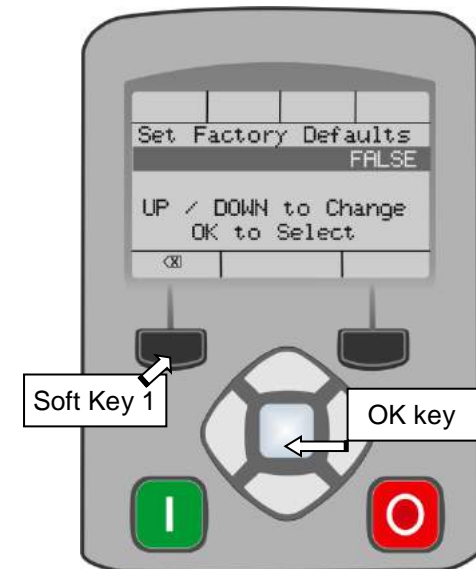 Set Factory Defaults
FALSE
UP / DOWN to Change
OK to Select
Soft Key 1
OK key
I
O